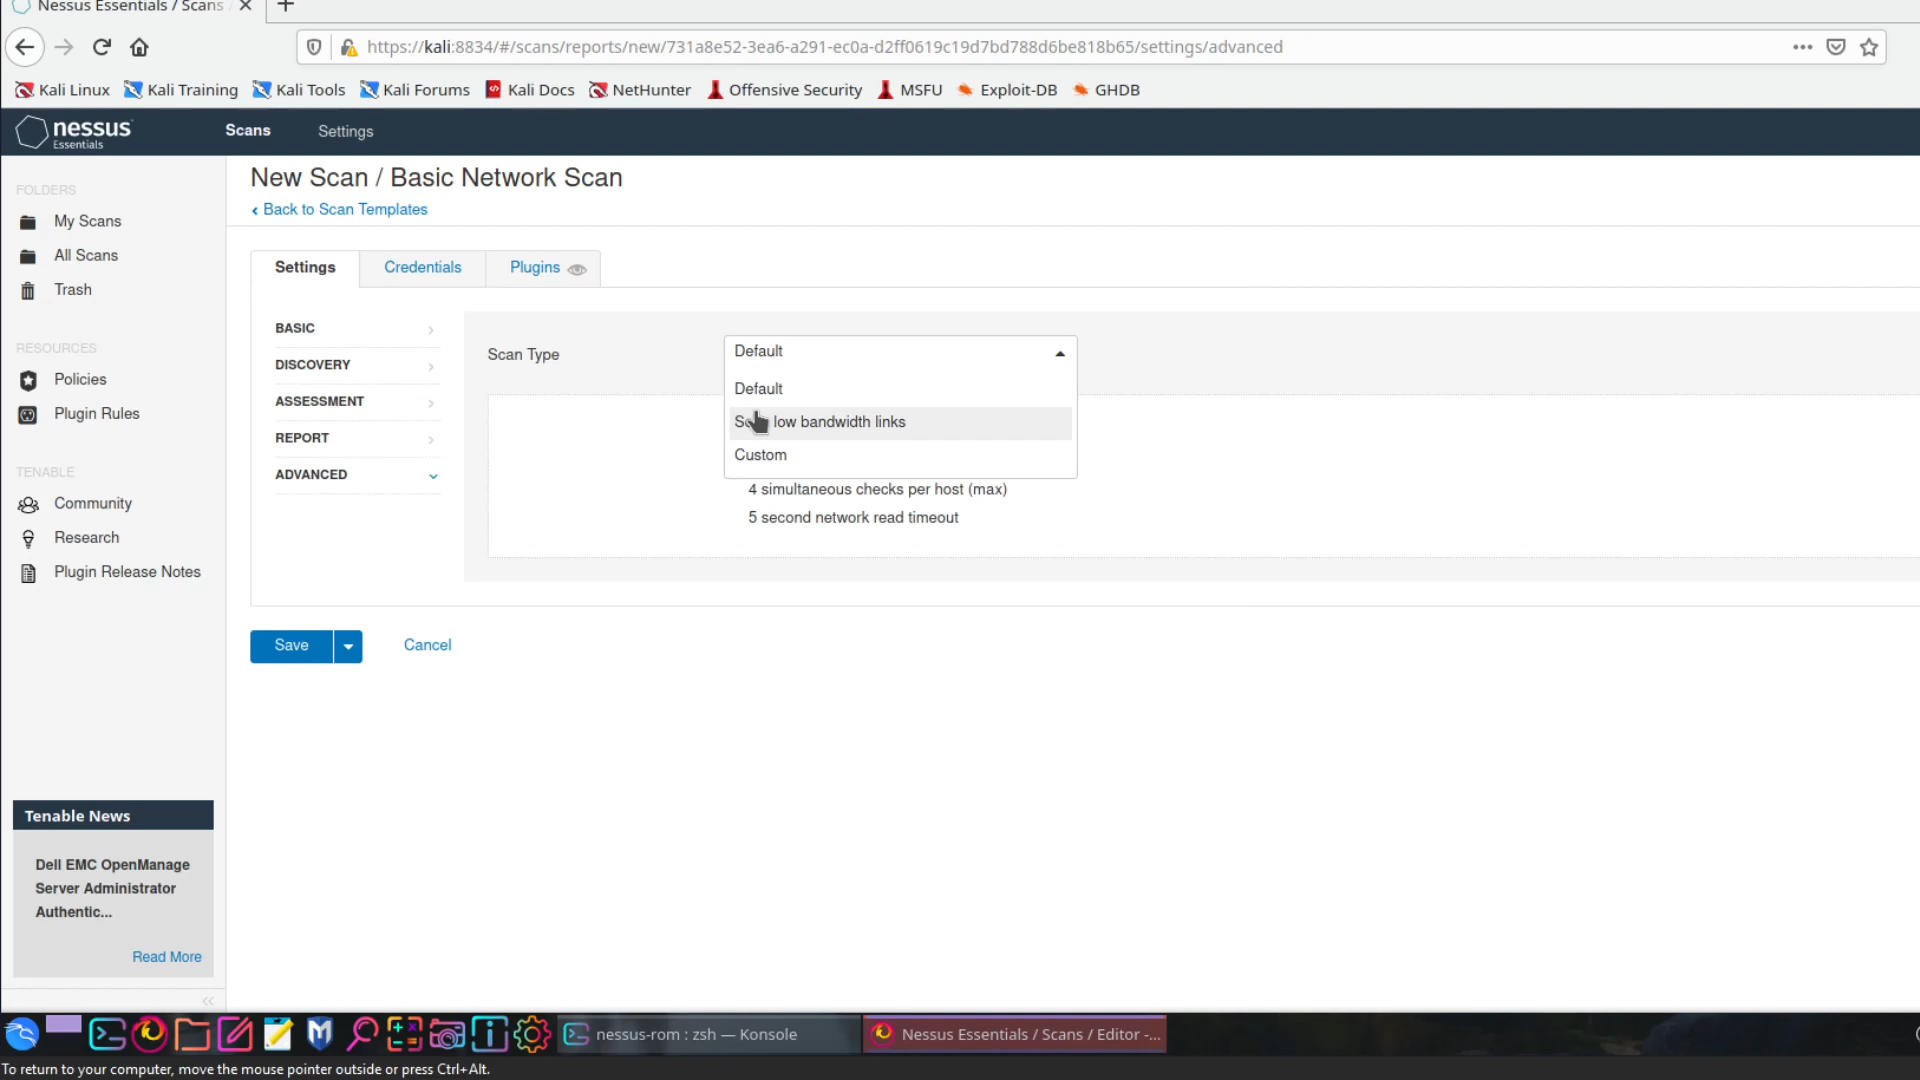 Nessus Essentials / Scans /
https://kali:8834/#/scans/reports/new/731a8e52-3ea6-a291-ec0a-d2ff0619c19d7bd788d6be818b65/settings/advanced
Kali Linux Kali Training Kali Tools Kali Forums Kali Docs NetHunter Offensive Security MSFU Exploit-DB GHDB
nessus
Essentials
Scans
Settings
FOLDERS
My Scans
All Scans
Trash
RESOURCES
Policies
Plugin Rules
TENABLE
Community
Research
Plugin Release Notes
Tenable News
Dell EMC OpenManage
Server Administrator
Authentic...
Read More
New Scan / Basic Network Scan
Back to Scan Templates
Settings
Credentials
Plugins
BASIC
DISCOVERY
ASSESSMENT
REPORT
ADVANCED
Scan Type
Default
Default
low bandwidth links
Custom
4 simultaneous checks per host (max)
5 second network read timeout
Save
Cancel
nessus-rom : zsh — Konsole
Nessus Essentials / Scans / Editor -...
To return to your computer, move the mouse pointer outside or press Ctrl+Alt.